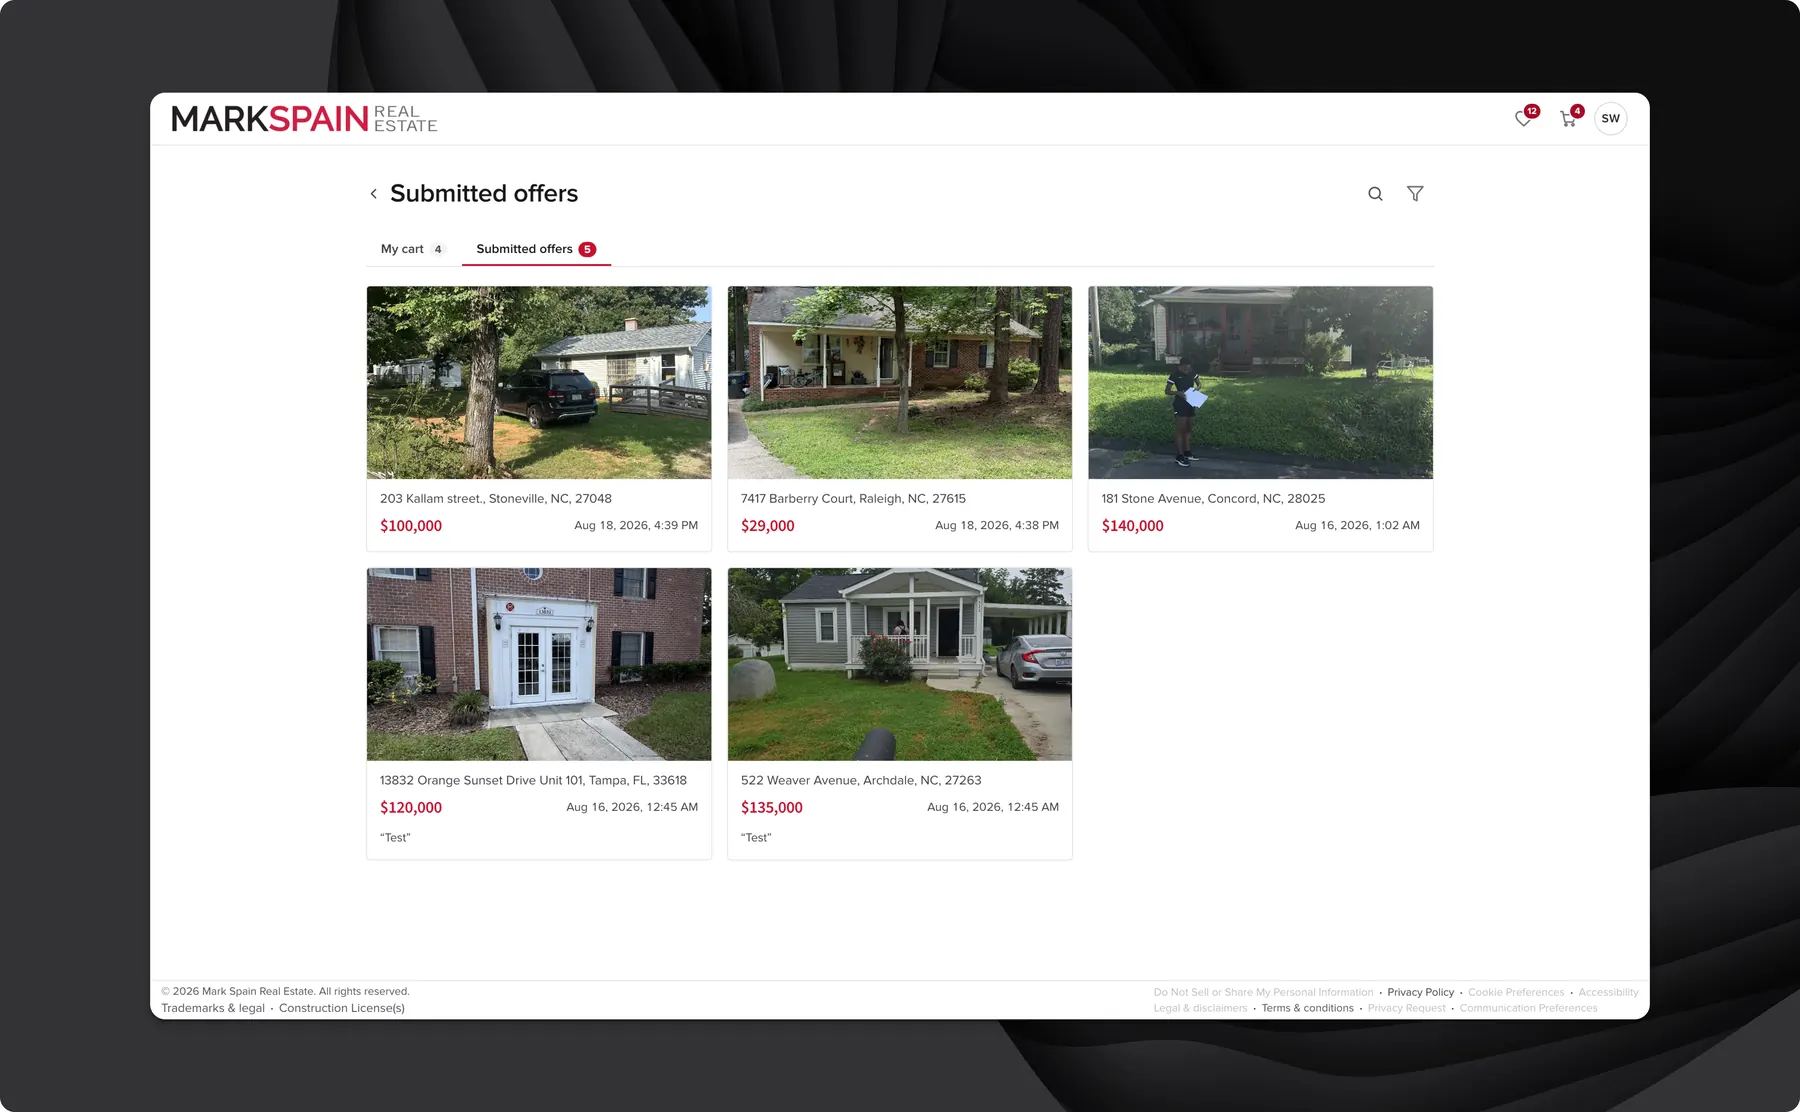 MARKSPAIN REAL ESTATE
12
4
SW
Submitted offers
My cart 4
Submitted offers 5
203 Kallam street., Stoneville, NC, 27048
$100,000
Aug 18, 2026, 4:39 PM
7417 Barberry Court, Raleigh, NC, 27615
$29,000
Aug 18, 2026, 4:38 PM
181 Stone Avenue, Concord, NC, 28025
$140,000
Aug 16, 2026, 1:02 AM
13832 Orange Sunset Drive Unit 101, Tampa, FL, 33618
$120,000
Aug 16, 2026, 12:45 AM
“Test”
522 Weaver Avenue, Archdale, NC, 27263
$135,000
Aug 16, 2026, 12:45 AM
“Test”
© 2026 Mark Spain Real Estate. All rights reserved.
Trademarks & legal · Construction License(s)
Do Not Sell or Share My Personal Information · Privacy Policy · Cookie Preferences · Accessibility
Legal & disclaimers · Terms & conditions · Privacy Request · Communication Preferences